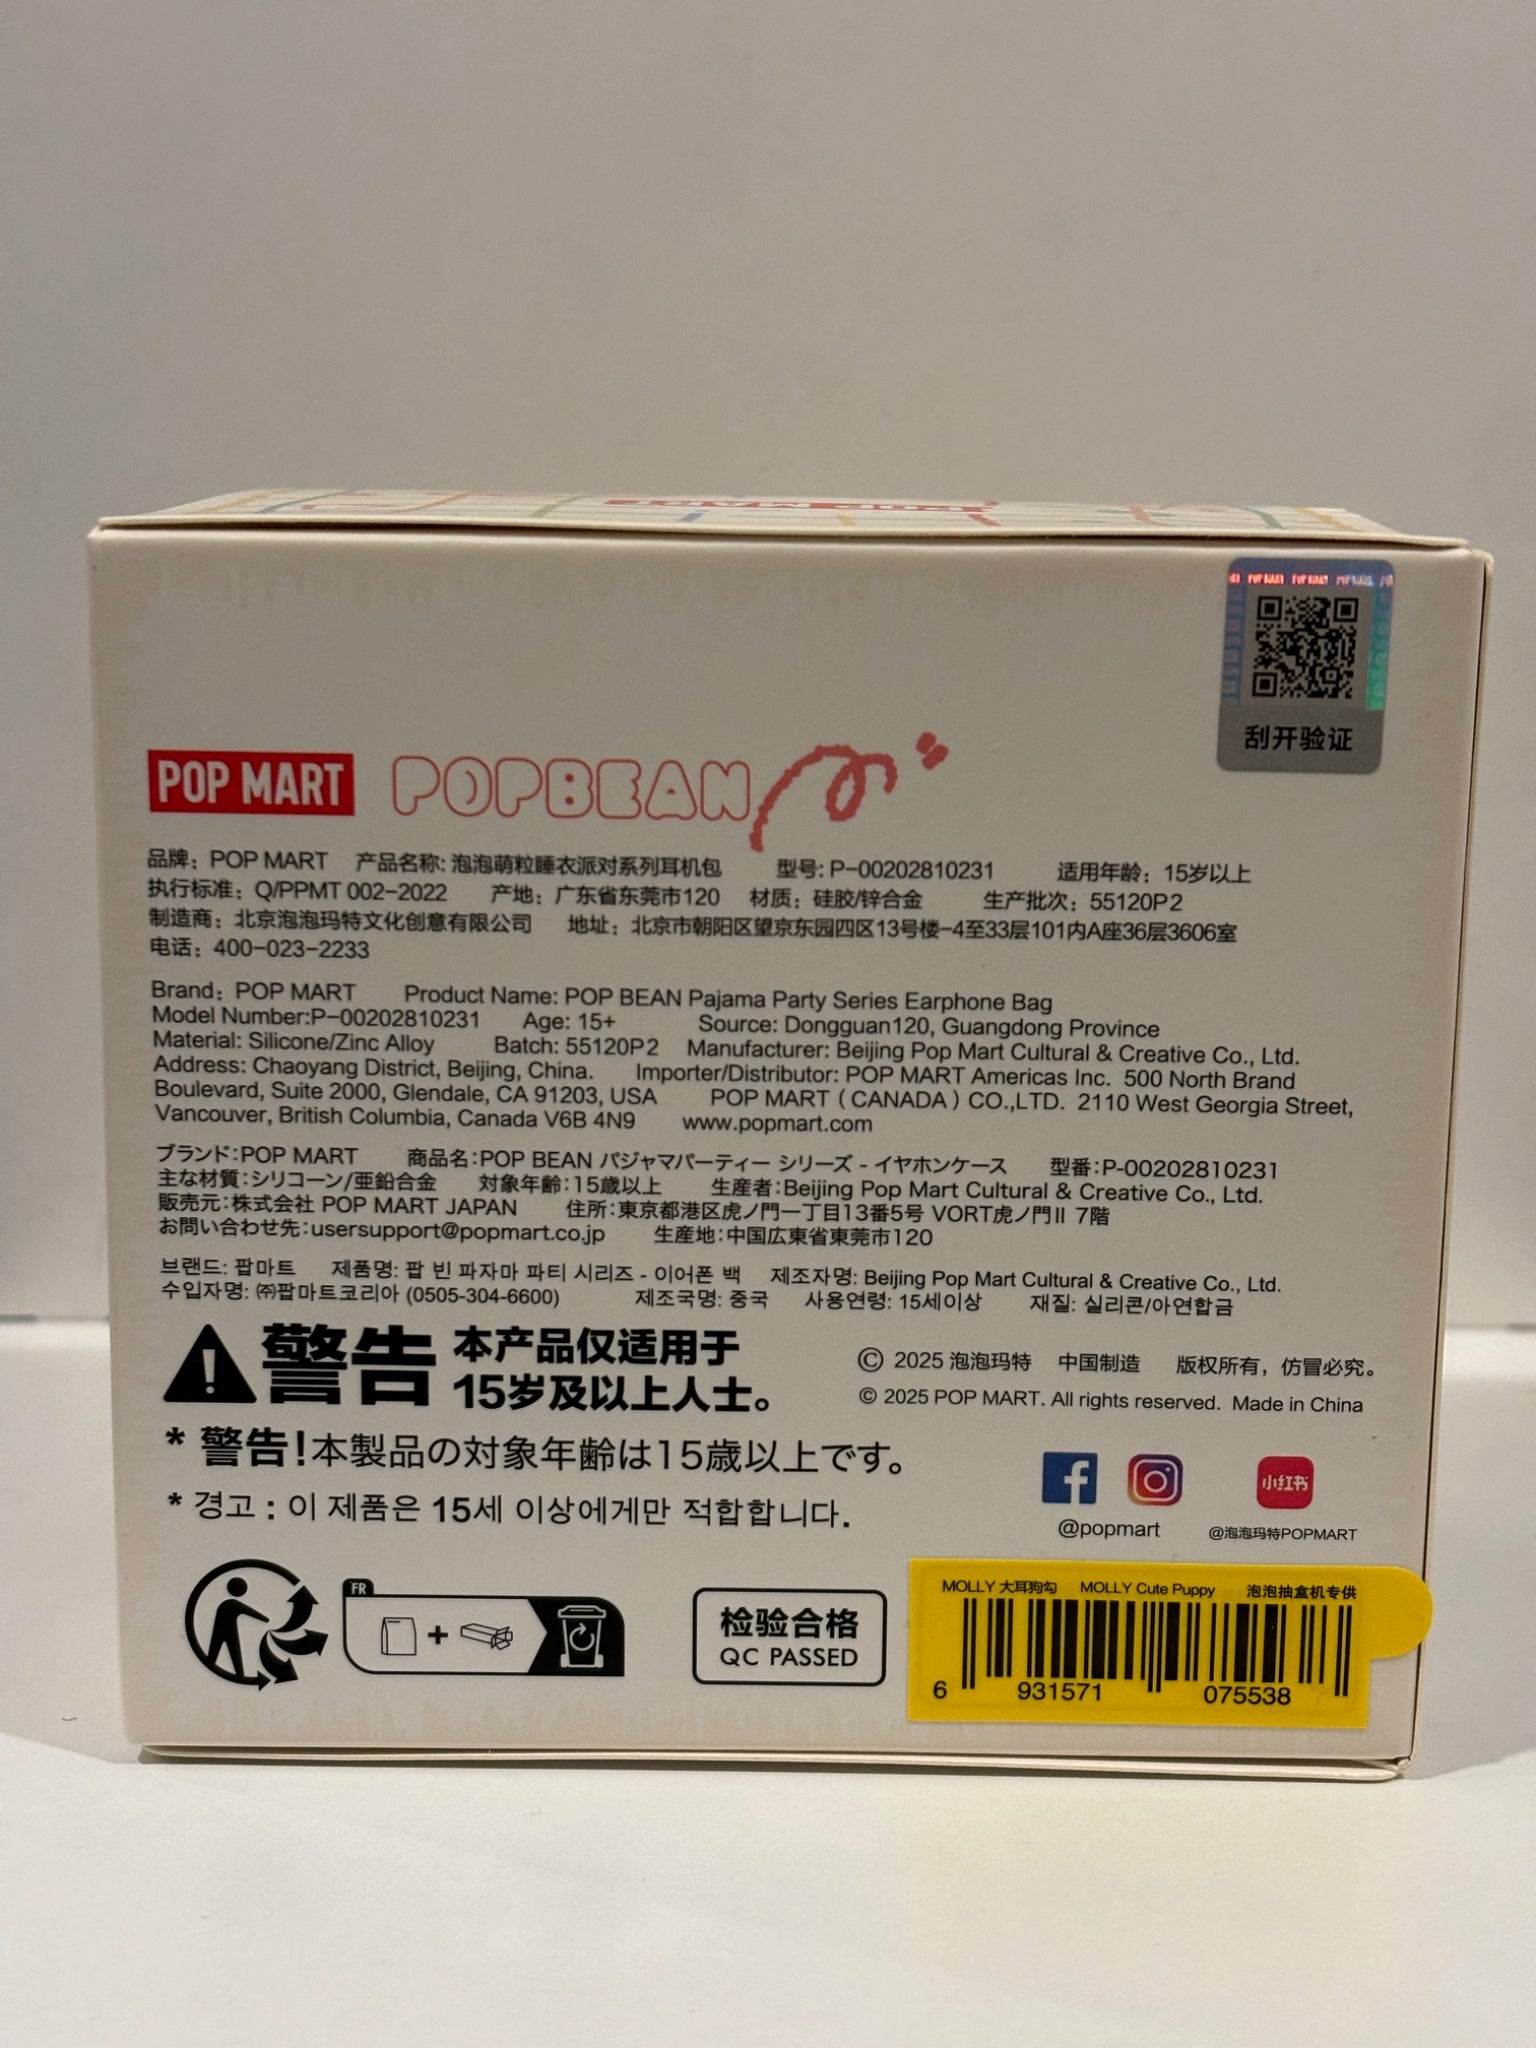 POP MART
POP MART POP MART POP MART
刮开验证
POP MART POPBEAN
品牌：POP MART 产品名称: 泡泡萌粒睡衣派对系列耳机包 型号: P-00202810231 适用年龄：15岁以上
执行标准：Q/PPMT 002-2022 产地：广东省东莞市120 材质：硅胶/锌合金 生产批次：55120P2
制造商：北京泡泡玛特文化创意有限公司 地址：北京市朝阳区望京东园四区13号楼-4至33层101内A座36层3606室
电话：400-023-2233
Brand：POP MART Product Name: POP BEAN Pajama Party Series Earphone Bag
Model Number:P-00202810231 Age: 15+ Source: Dongguan120, Guangdong Province
Material: Silicone/Zinc Alloy Batch: 55120P2 Manufacturer: Beijing Pop Mart Cultural & Creative Co., Ltd.
Address: Chaoyang District, Beijing, China. Importer/Distributor: POP MART Americas Inc. 500 North Brand
Boulevard, Suite 2000, Glendale, CA 91203, USA POP MART ( CANADA ) CO.,LTD. 2110 West Georgia Street,
Vancouver, British Columbia, Canada V6B 4N9 www.popmart.com
ブランド:POP MART 商品名:POP BEAN パジャマパーティー シリーズ - イヤホンケース 型番:P-00202810231
主な材質:シリコーン/亜鉛合金 対象年齢:15歳以上 生産者:Beijing Pop Mart Cultural & Creative Co., Ltd.
販売元:株式会社 POP MART JAPAN 住所:東京都港区虎ノ門一丁目13番5号 VORT虎ノ門Ⅱ 7階
お問い合わせ先:usersupport@popmart.co.jp 生産地:中国広東省東莞市120
브랜드: 팝마트 제품명: 팝 빈 파자마 파티 시리즈 - 이어폰 백 제조자명: Beijing Pop Mart Cultural & Creative Co., Ltd.
수입자명: ㈜팝마트코리아 (0505-304-6600) 제조국명: 중국 사용연령: 15세이상 재질: 실리콘/아연합금
警告 本产品仅适用于
15岁及以上人士。
© 2025 泡泡玛特 中国制造 版权所有，仿冒必究。
© 2025 POP MART. All rights reserved. Made in China
* 警告!本製品の対象年齢は15歳以上です。
* 경고 : 이 제품은 15세 이상에게만 적합합니다.
小红书
@popmart @泡泡玛特POPMART
FR
检验合格
QC PASSED
MOLLY 大耳狗勾 MOLLY Cute Puppy 泡泡抽盒机专供
6 931571 075538